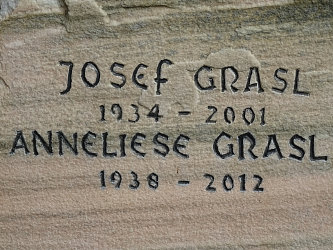 JOSEF GRASL
1934 - 2001
ANNELIESE GRASL
1938 - 2012